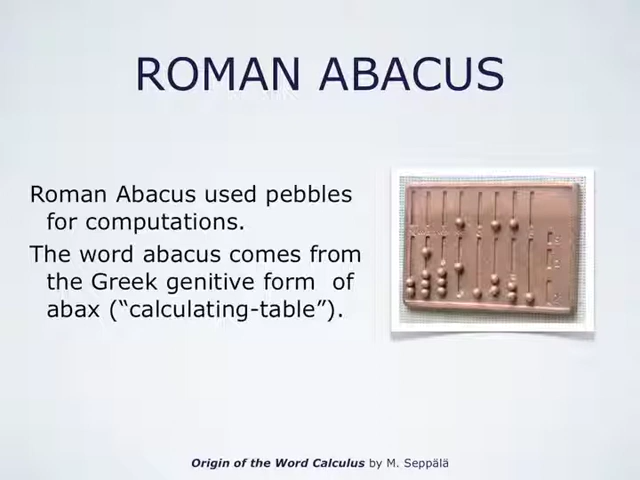 ROMAN ABACUS
Roman Abacus used pebbles
for computations.
The word abacus comes from
the Greek genitive form of
abax (“calculating-table”).
Origin of the Word Calculus by M. Seppälä